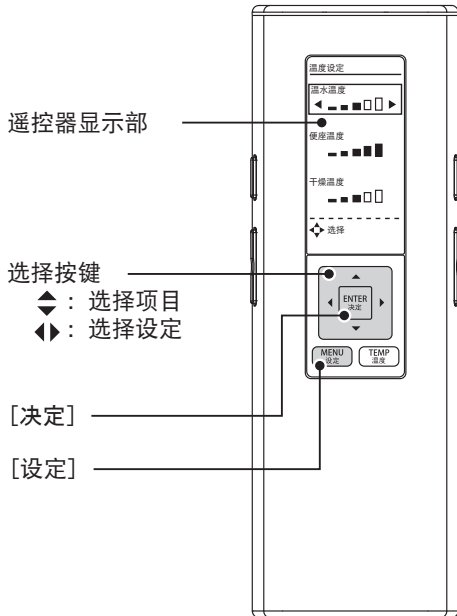 温度设定
温水温度
遥控器显示部
便座温度
干燥温度
选择
选择按键
：选择项目
：选择设定
ENTER
决定
MENU
设定
TEMP
温度
[决定]
[设定]